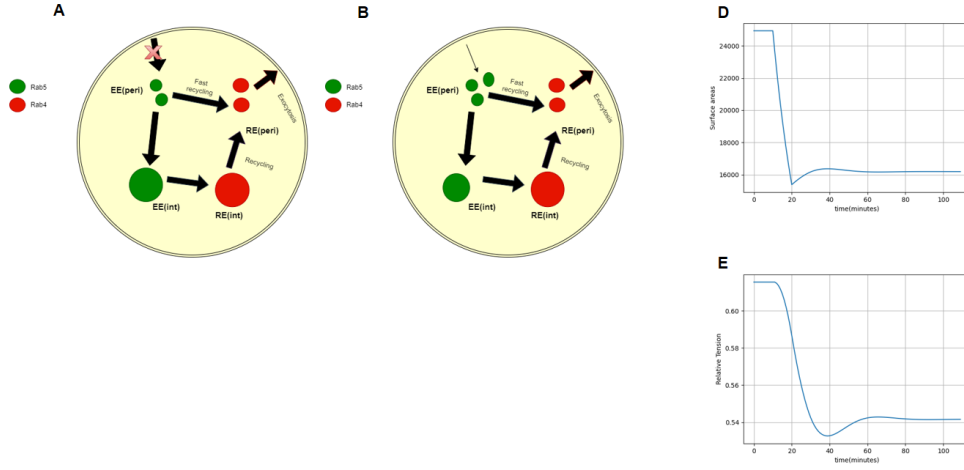 A
B
D
Rab5
Rab4
EE(peri)
Fast
recycling
Exocytosis
RE(peri)
Recycling
EE(int)
RE(int)
Rab5
Rab4
EE(peri)
Fast
recycling
Exocytosis
RE(peri)
Recycling
EE(int)
RE(int)
Surface areas
24000
22000
20000
18000
16000
0 20 40 60 80 100
time(minutes)
E
Relative Tension
0.60
0.58
0.56
0.54
0 20 40 60 80 100
time(minutes)